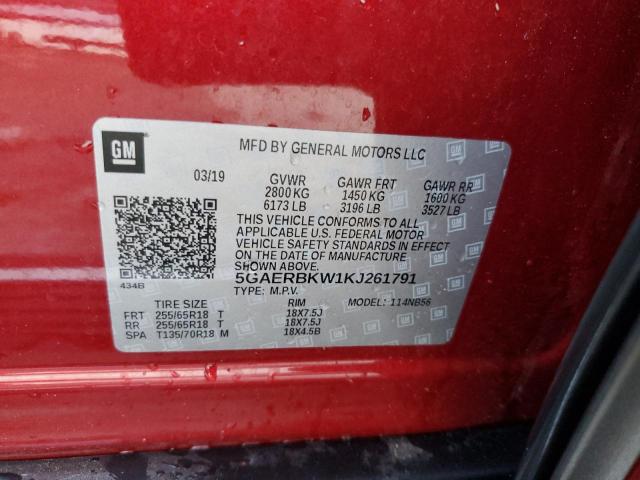 GM
MFD BY GENERAL MOTORS LLC
03/19 GVWR GAWR FRT GAWR RR
2800 KG 1450 KG 1600 KG
6173 LB 3196 LB 3527 LB
THIS VEHICLE CONFORMS TO ALL
APPLICABLE U.S. FEDERAL MOTOR
VEHICLE SAFETY STANDARDS IN EFFECT
ON THE DATE OF MANUFACTURE
SHOWN ABOVE.
434B 5GAERBKW1KJ261791
TYPE: M.P.V. MODEL: 114NB56
TIRE SIZE RIM
FRT 255/65R18 T 18X7.5J
RR 255/65R18 T 18X7.5J
SPA T135/70R18 M 18X4.5B